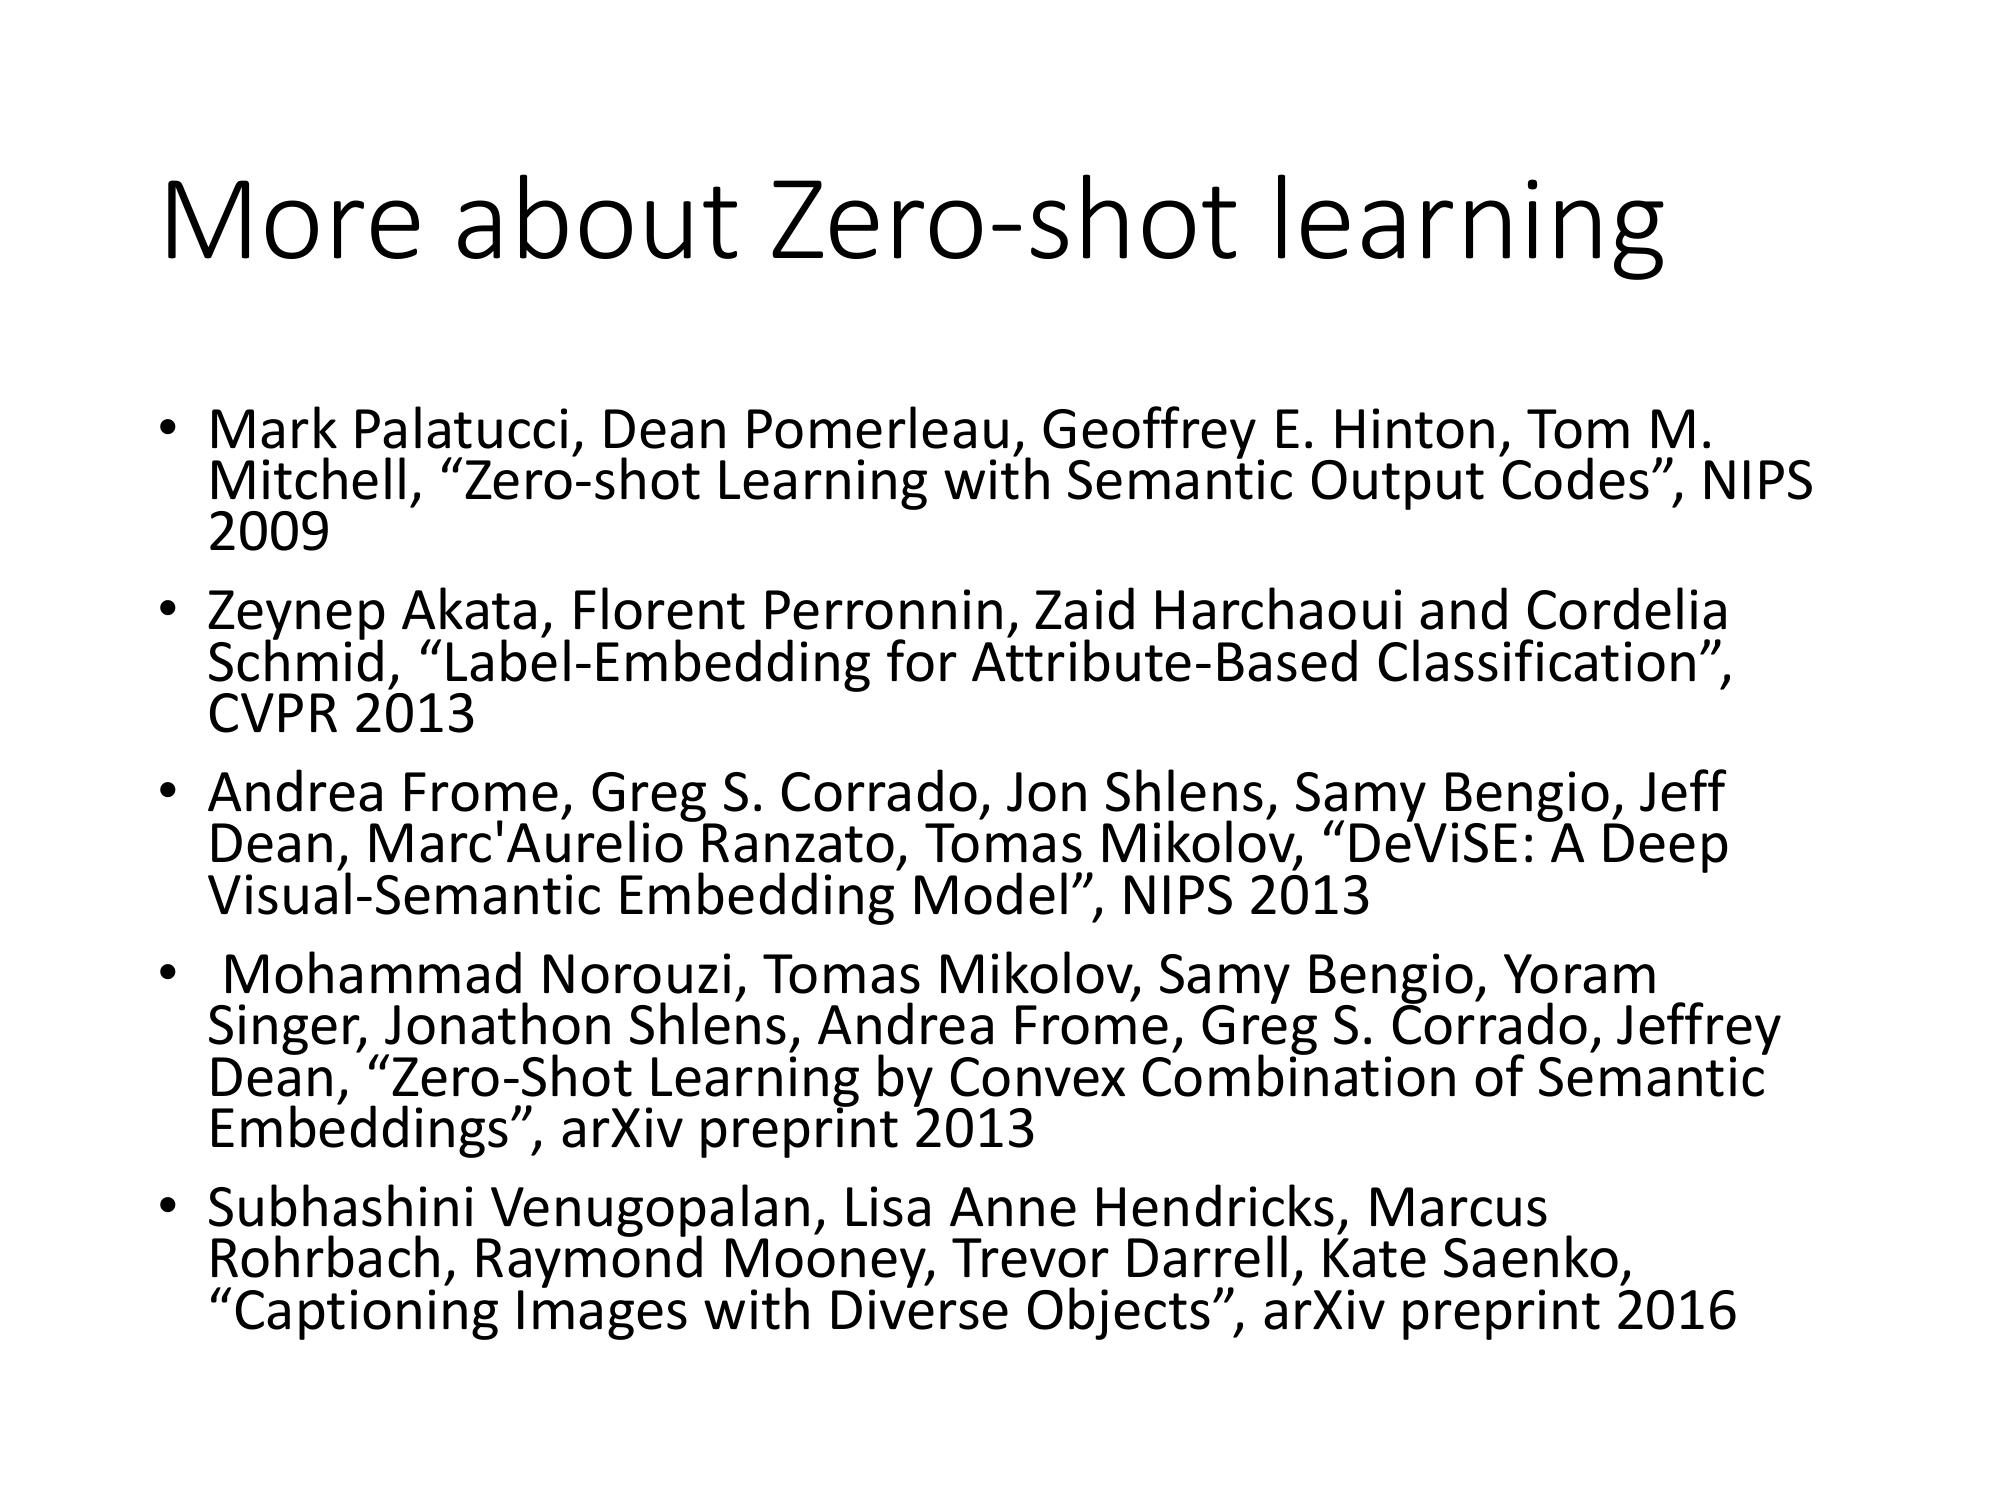 More about Zero-shot learning
• Mark Palatucci, Dean Pomerleau, Geoffrey E. Hinton, Tom M.
Mitchell, “Zero-shot Learning with Semantic Output Codes”, NIPS
2009
• Zeynep Akata, Florent Perronnin, Zaid Harchaoui and Cordelia
Schmid, “Label-Embedding for Attribute-Based Classification”,
CVPR 2013
• Andrea Frome, Greg S. Corrado, Jon Shlens, Samy Bengio, Jeff
Dean, Marc'Aurelio Ranzato, Tomas Mikolov, “DeViSE: A Deep
Visual-Semantic Embedding Model”, NIPS 2013
• Mohammad Norouzi, Tomas Mikolov, Samy Bengio, Yoram
Singer, Jonathon Shlens, Andrea Frome, Greg S. Corrado, Jeffrey
Dean, “Zero-Shot Learning by Convex Combination of Semantic
Embeddings”, arXiv preprint 2013
• Subhashini Venugopalan, Lisa Anne Hendricks, Marcus
Rohrbach, Raymond Mooney, Trevor Darrell, Kate Saenko,
“Captioning Images with Diverse Objects”, arXiv preprint 2016